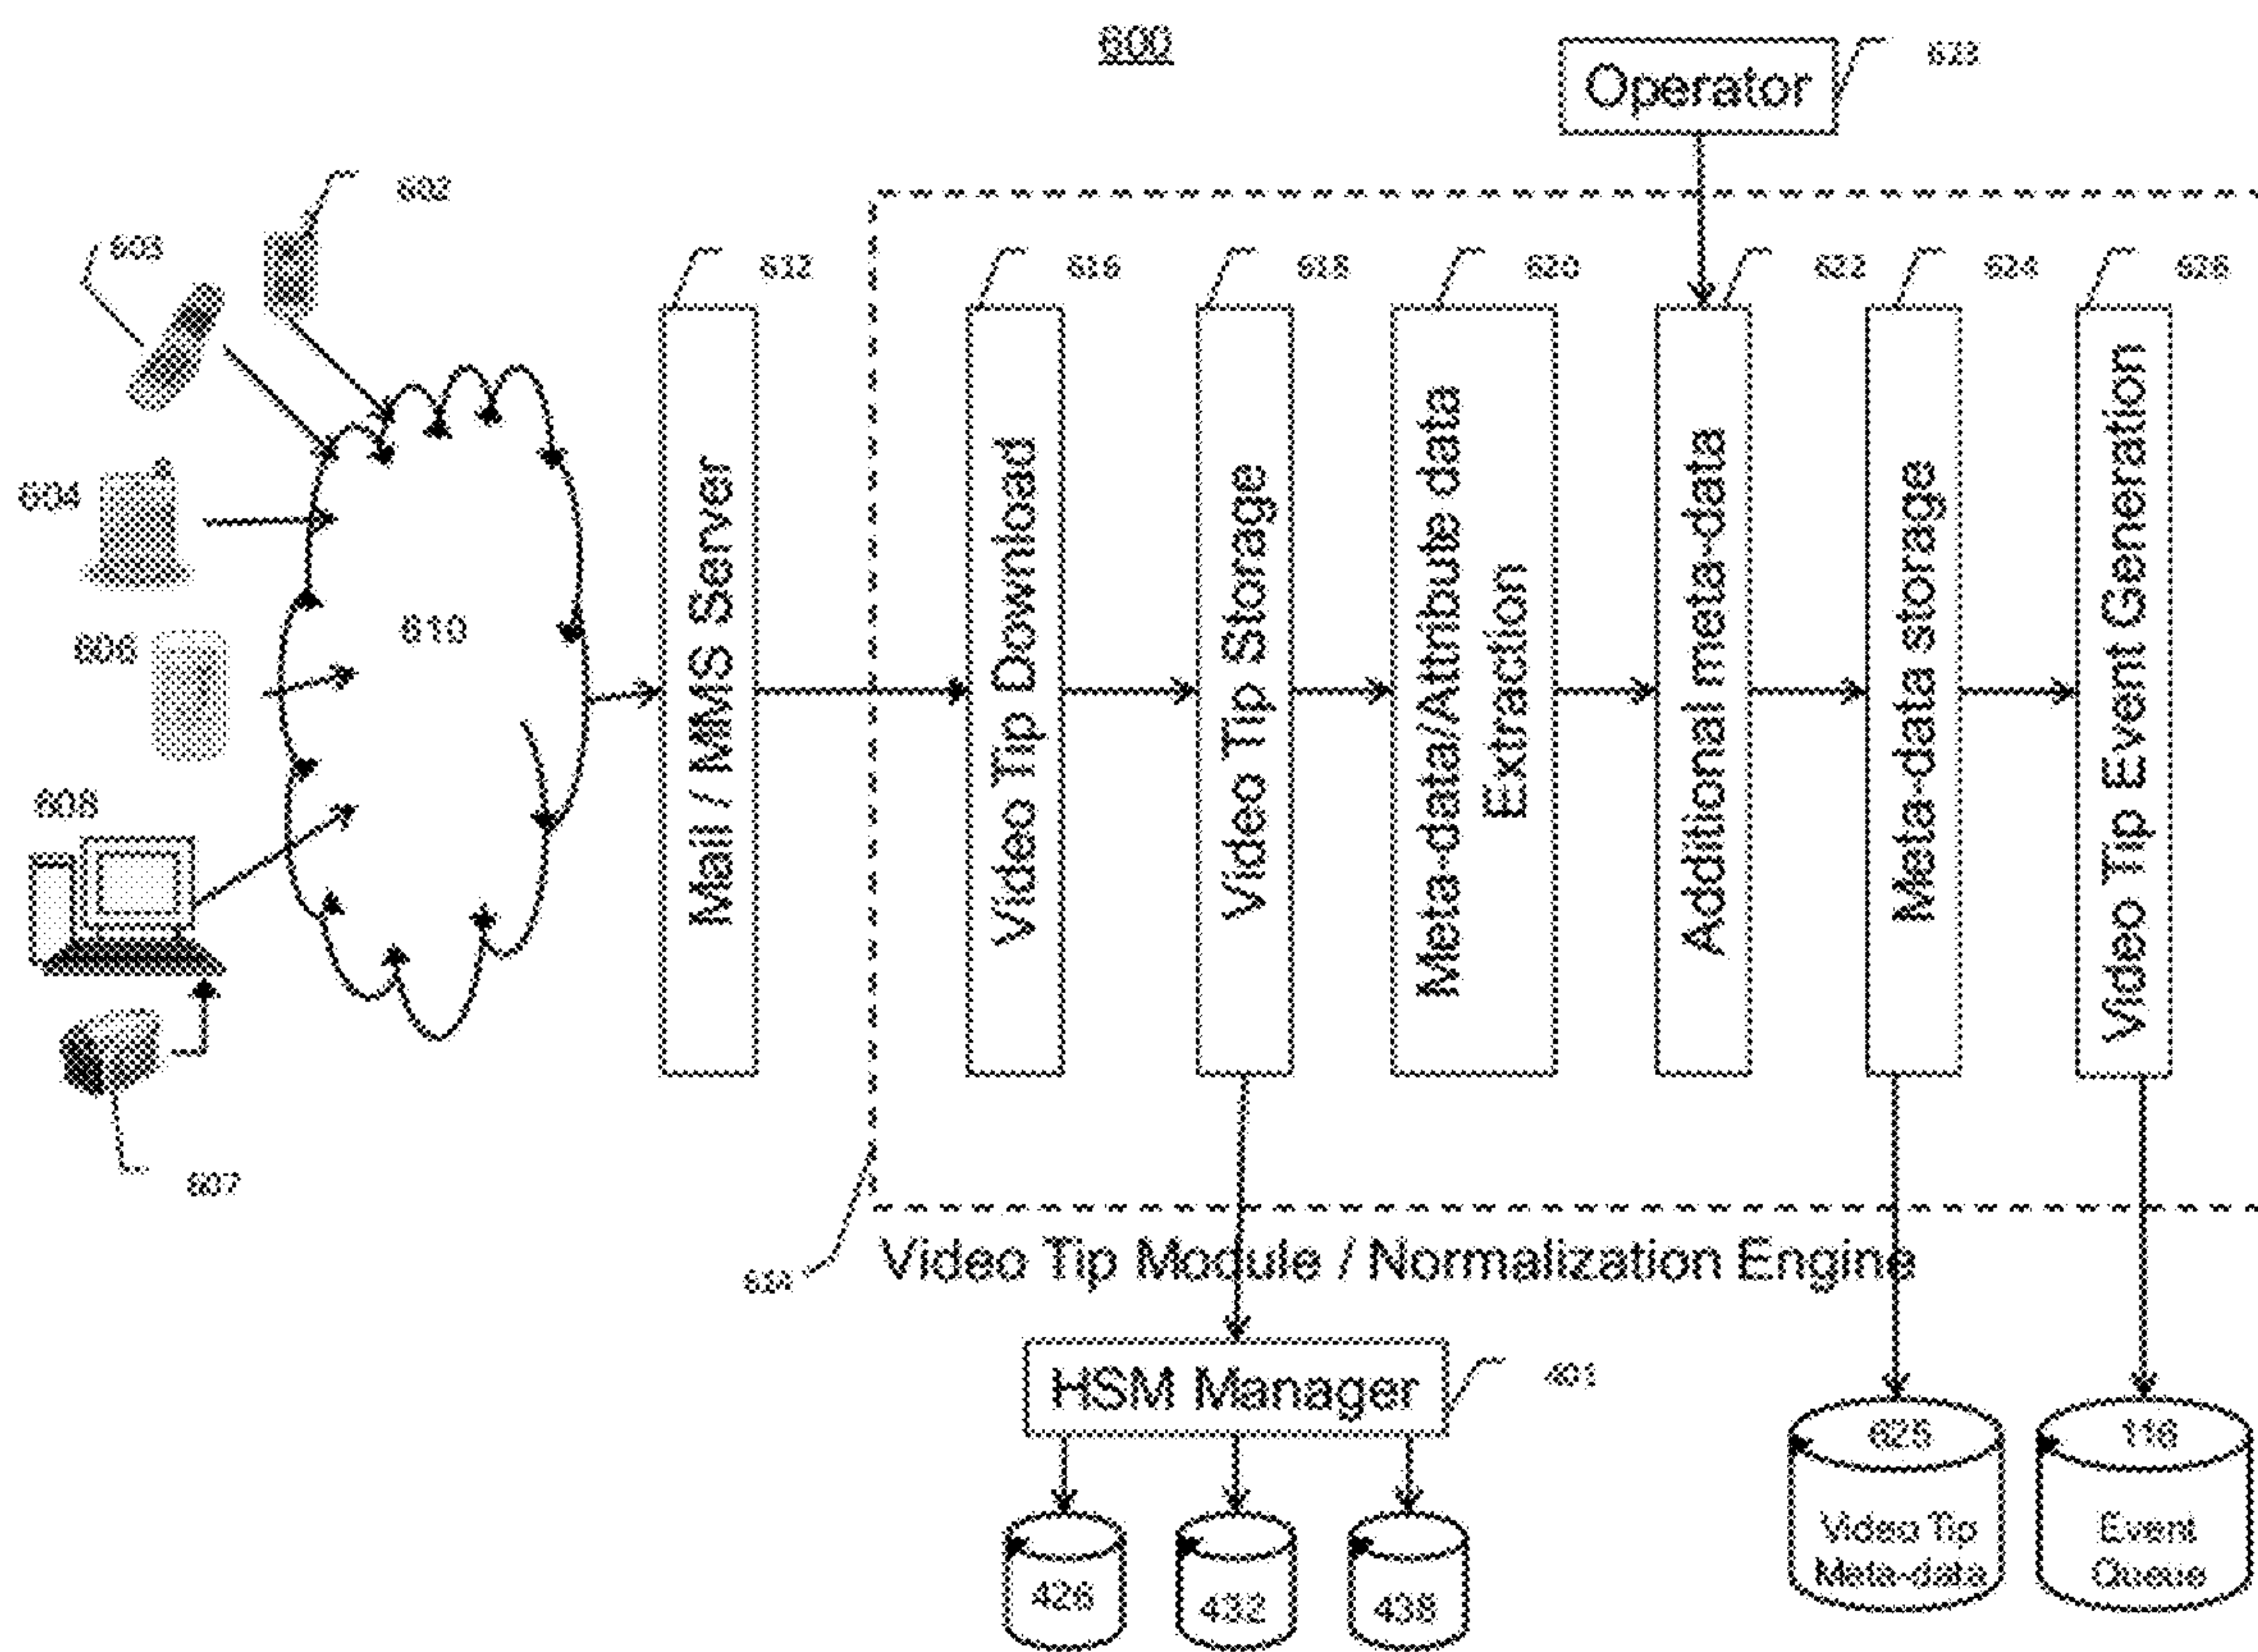 600
Operator
623
602
603
612
616
618
620
622
624
626
604
610
606
608
607
Mail / MMS Server
Video Tip Download
Video Tip Storage
Meta-data/Attribute data
Extraction
Additional meta-data
Meta-data storage
Video Tip Event Generation
Video Tip Module / Normalization Engine
HSM Manager
401
426
432
438
625
Video Tip
Meta-data
116
Event
Queue